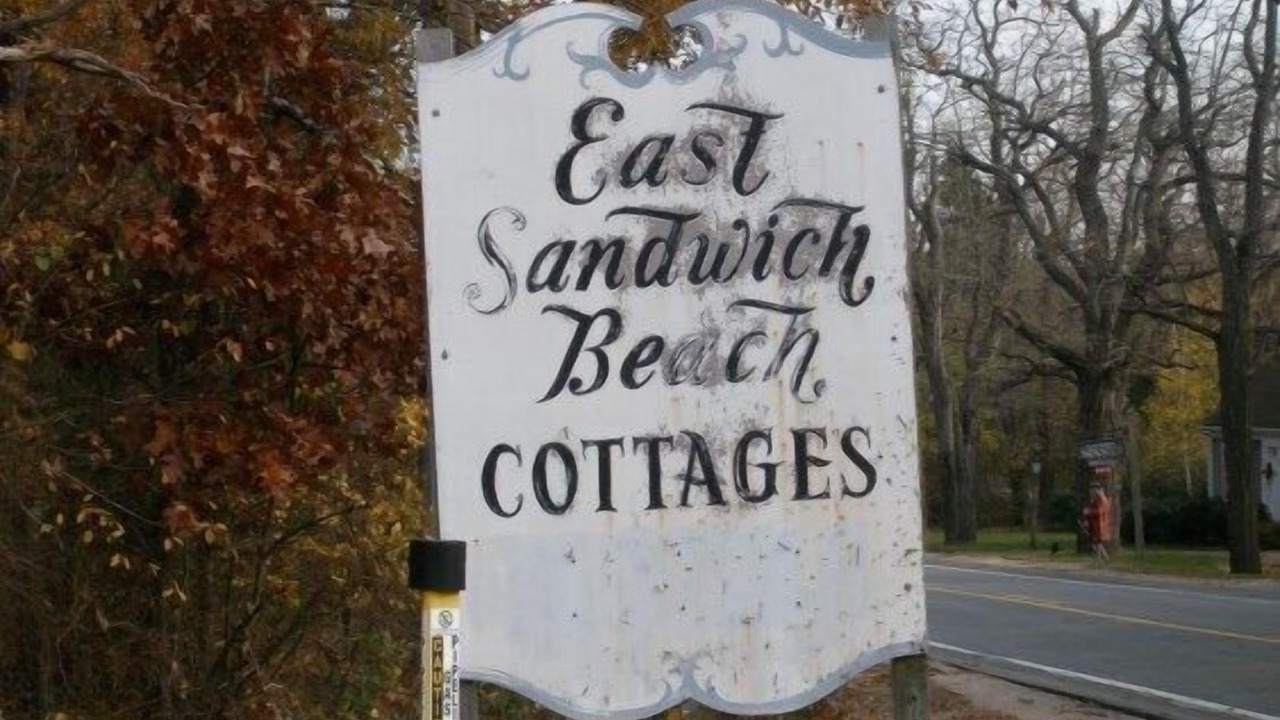 East
Sandwich
Beach
COTTAGES